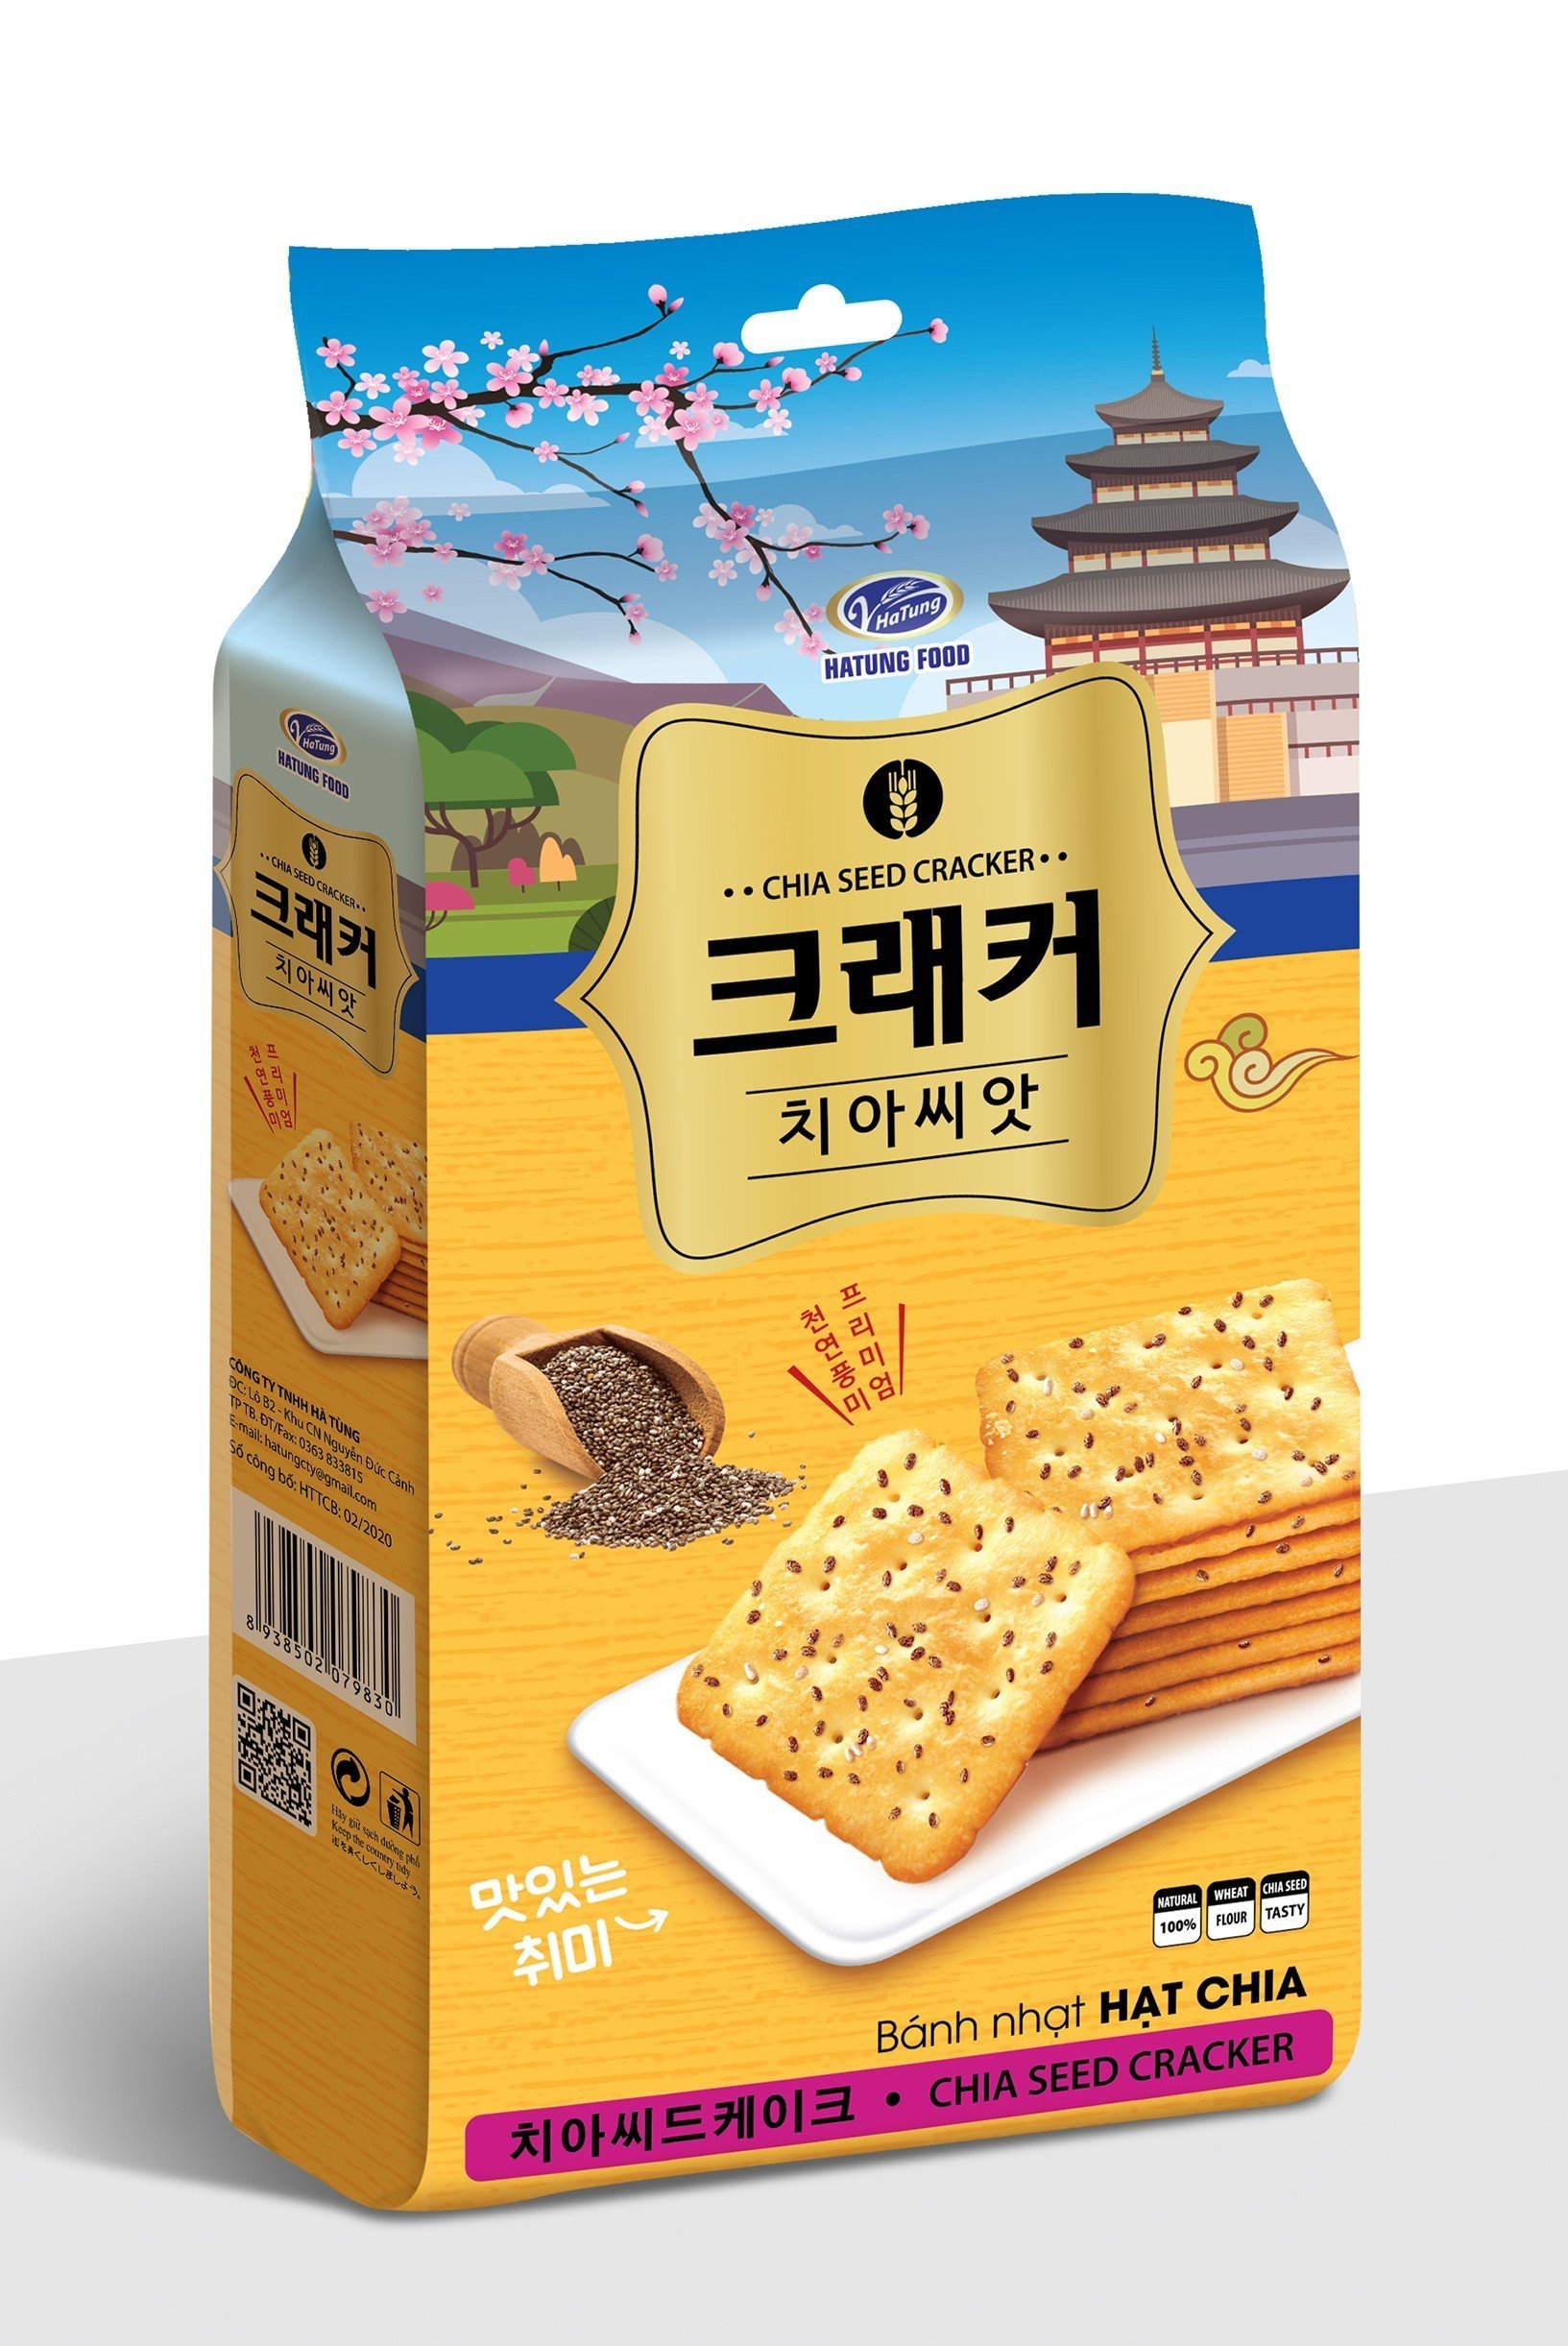 HaTung
HATUNG FOOD
CHIA SEED CRACKER
크래커
치아씨앗
프리미엄
천연풍미
맛있는
취미
NATURAL
100%
WHEAT
FLOUR
CHIA SEED
TASTY
Bánh nhạt HẠT CHIA
치아씨드케이크 • CHIA SEED CRACKER
HaTung
HATUNG FOOD
CHIA SEED CRACKER
크래커
치아씨앗
프리미엄
천연풍미
CÔNG TY TNHH HÀ TÙNG
ĐC: Lô B2 - Khu CN Nguyễn Đức Cảnh
TP TB. ĐT/Fax: 0363 833815
E-mail: hatungcty@gmail.com
Số công bố: HTTCB: 02/2020
8 938502 079830
Hãy giữ sạch đường phố
Keep the country tidy